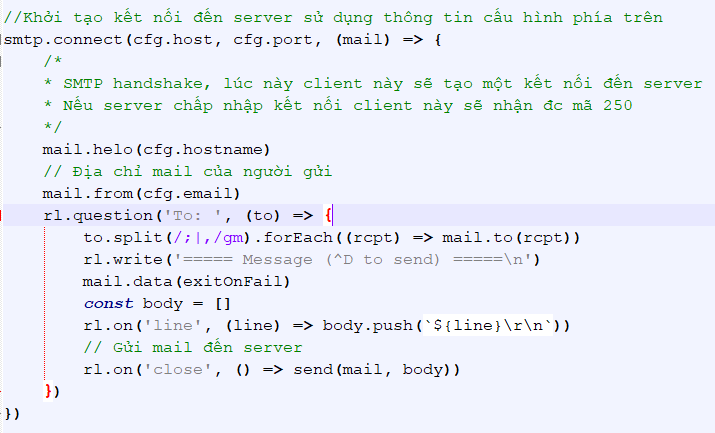 //Khởi tạo kết nối đến server sử dụng thông tin cấu hình phía trên
smtp.connect(cfg.host, cfg.port, (mail) => {
    /*
    * SMTP handshake, lúc này client này sẽ tạo một kết nối đến server
    * Nếu server chấp nhập kết nối client này sẽ nhận đc mã 250
    */
    mail.helo(cfg.hostname)
    // Địa chỉ mail của người gửi
    mail.from(cfg.email)
    rl.question('To: ', (to) => {
        to.split(/;|,/gm).forEach((rcpt) => mail.to(rcpt))
        rl.write('===== Message (^D to send) =====\n')
        mail.data(exitOnFail)
        const body = []
        rl.on('line', (line) => body.push(`${line}\r\n`))
        // Gửi mail đến server
        rl.on('close', () => send(mail, body))
    })
})